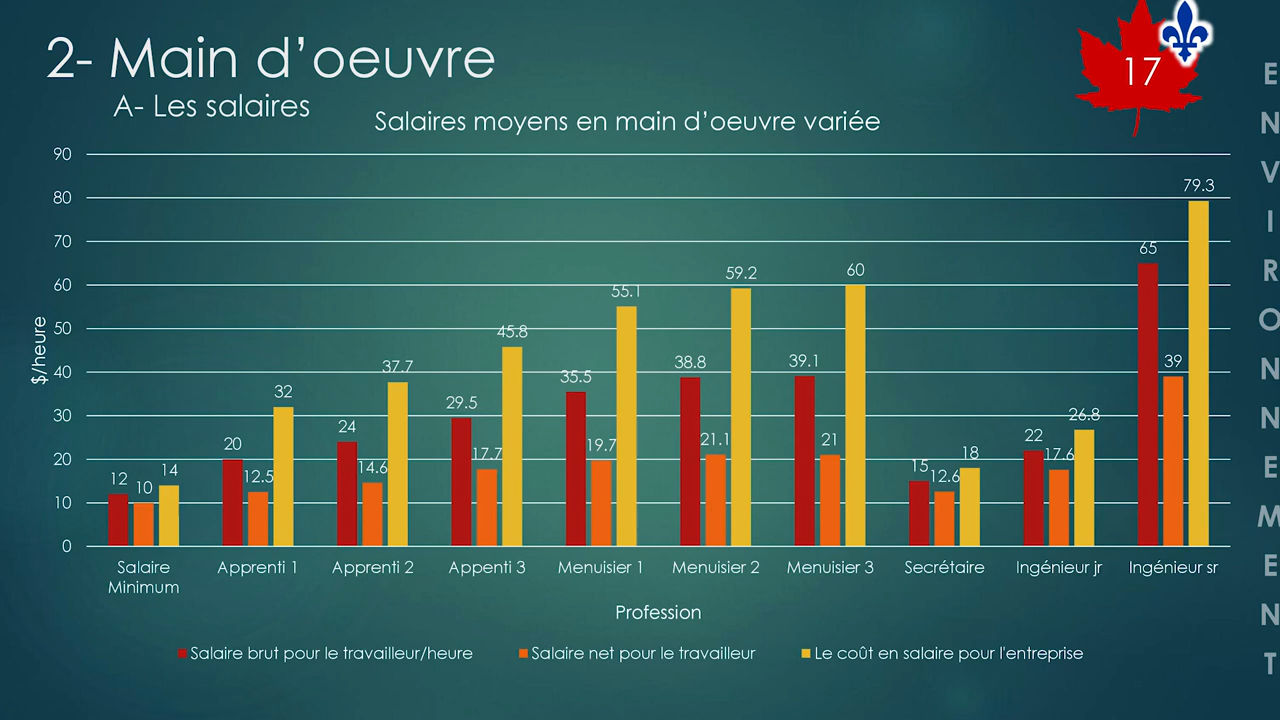 2- Main d'oeuvre
17
A- Les salaires
Salaires moyens en main d'oeuvre variée
90
80
70
60
50
40
30
20
10
0
$/heure
12 10 14
20 12.5 32
24 14.6 37.7
29.5 17.7 45.8
35.5 19.7 55.1
38.8 21.1 59.2
39.1 21 60
15 12.6 18
22 17.6 26.8
65 39 79.3
Salaire
Minimum
Apprenti 1
Apprenti 2
Appenti 3
Menuisier 1
Menuisier 2
Menuisier 3
Secrétaire
Ingénieur jr
Ingénieur sr
Profession
Salaire brut pour le travailleur/heure
Salaire net pour le travailleur
Le coût en salaire pour l'entreprise
ENVIRONNEMENT